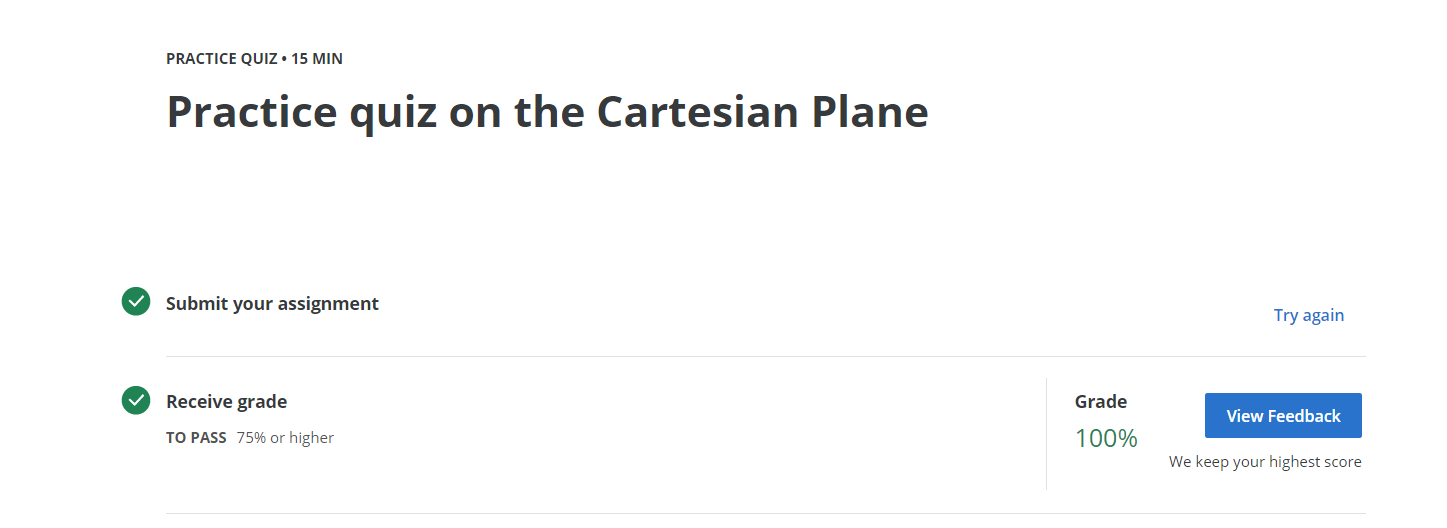 PRACTICE QUIZ • 15 MIN
Practice quiz on the Cartesian Plane
Submit your assignment
Try again
Receive grade
TO PASS 75% or higher
Grade
100%
View Feedback
We keep your highest score